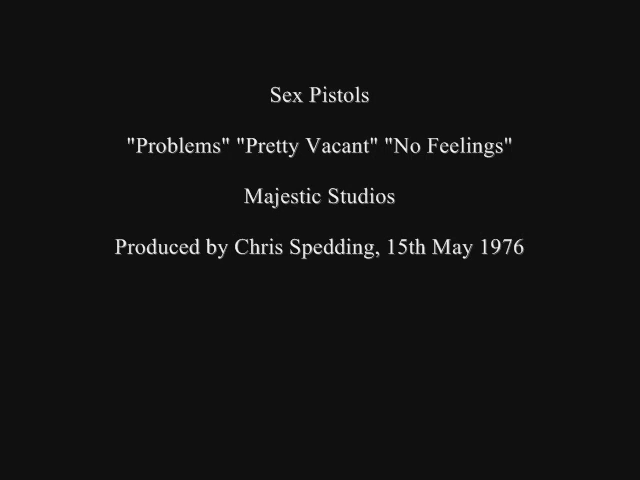 Sex Pistols
"Problems" "Pretty Vacant" "No Feelings"
Majestic Studios
Produced by Chris Spedding, 15th May 1976